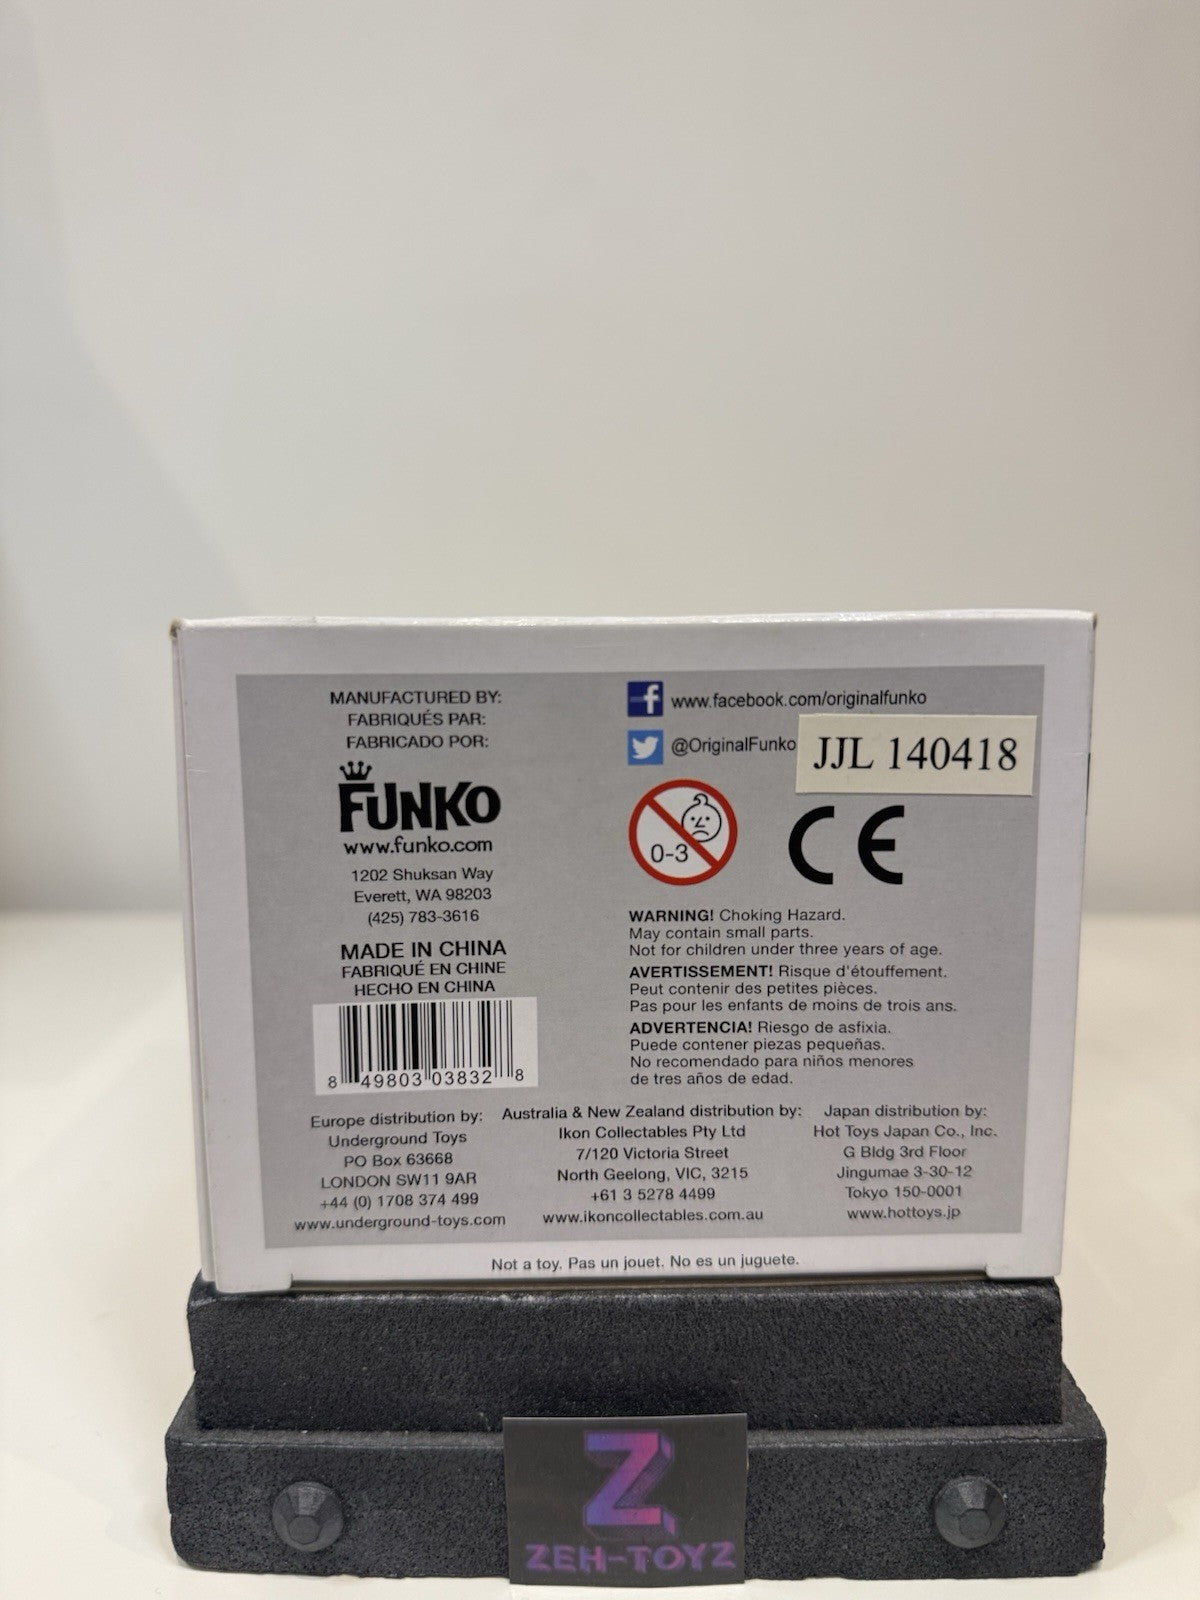 MANUFACTURED BY:
FABRIQUÉS PAR:
FABRICADO POR:
FUNKO
www.funko.com
1202 Shuksan Way
Everett, WA 98203
(425) 783-3616
MADE IN CHINA
FABRIQUÉ EN CHINE
HECHO EN CHINA
8 49803 03832 8
f www.facebook.com/originalfunko
@OriginalFunko
JJL 140418
0-3
CE
WARNING! Choking Hazard.
May contain small parts.
Not for children under three years of age.
AVERTISSEMENT! Risque d'étouffement.
Peut contenir des petites pièces.
Pas pour les enfants de moins de trois ans.
ADVERTENCIA! Riesgo de asfixia.
Puede contener piezas pequeñas.
No recomendado para niños menores
de tres años de edad.
Europe distribution by:
Underground Toys
PO Box 63668
LONDON SW11 9AR
+44 (0) 1708 374 499
www.underground-toys.com
Australia & New Zealand distribution by:
Ikon Collectables Pty Ltd
7/120 Victoria Street
North Geelong, VIC, 3215
+61 3 5278 4499
www.ikoncollectables.com.au
Japan distribution by:
Hot Toys Japan Co., Inc.
G Bldg 3rd Floor
Jingumae 3-30-12
Tokyo 150-0001
www.hottoys.jp
Not a toy. Pas un jouet. No es un juguete.
Z
ZEH-TOYZ